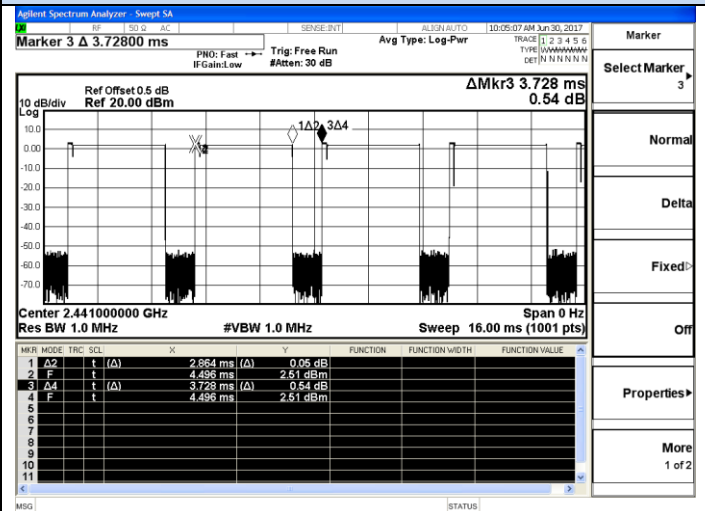 Agilent Spectrum Analyzer - Swept SA
RF 50 Ω AC SENSE:INT ALIGN AUTO 10:05:07 AM Jun 30, 2017
Marker 3 Δ 3.72800 ms
PNO: Fast
IFGain:Low
Trig: Free Run
#Atten: 30 dB
Avg Type: Log-Pwr
TRACE 1 2 3 4 5 6
TYPE WWWWWW
DET N N N N N N
Ref Offset 0.5 dB
Ref 20.00 dBm
10 dB/div
Log
ΔMkr3 3.728 ms
0.54 dB
10.0
0.00
-10.0
-20.0
-30.0
-40.0
-50.0
-60.0
-70.0
1Δ2 3Δ4
Center 2.441000000 GHz Span 0 Hz
Res BW 1.0 MHz #VBW 1.0 MHz Sweep 16.00 ms (1001 pts)
MKR MODE TRC SCL X Y FUNCTION FUNCTION WIDTH FUNCTION VALUE
1 Δ2 t (Δ) 2.864 ms (Δ) 0.05 dB
2 F t 4.496 ms 2.51 dBm
3 Δ4 t (Δ) 3.728 ms (Δ) 0.54 dB
4 F t 4.496 ms 2.51 dBm
5
6
7
8
9
10
11
MSG STATUS
Marker
Select Marker
3
Normal
Delta
Fixed
Off
Properties
More
1 of 2